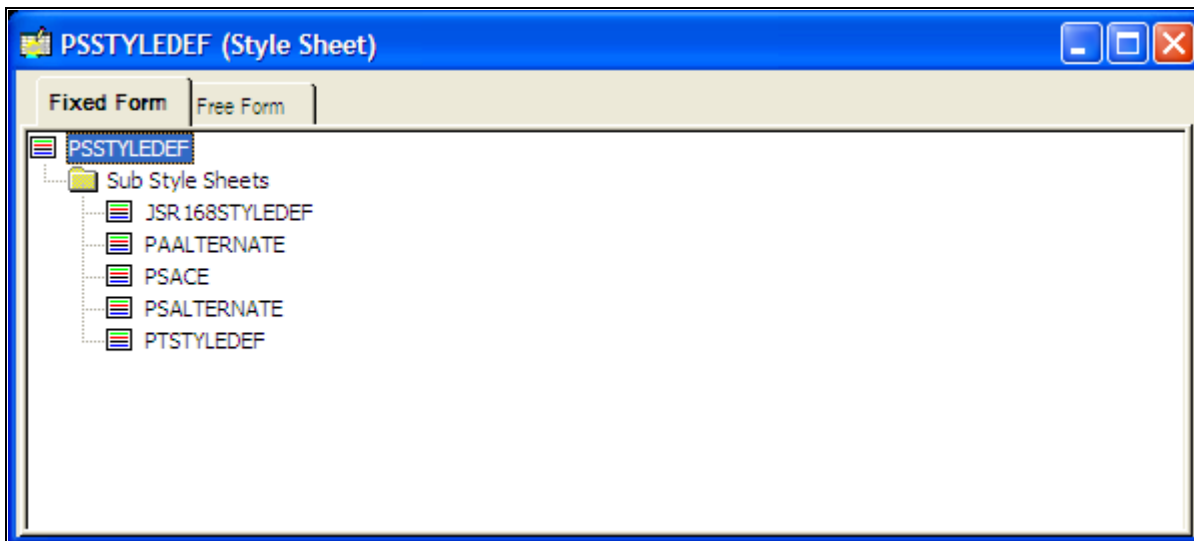 PSSTYLEDEF (Style Sheet)
Fixed Form Free Form
PSSTYLEDEF
Sub Style Sheets
JSR168STYLEDEF
PAALTERNATE
PSACE
PSALTERNATE
PTSTYLEDEF